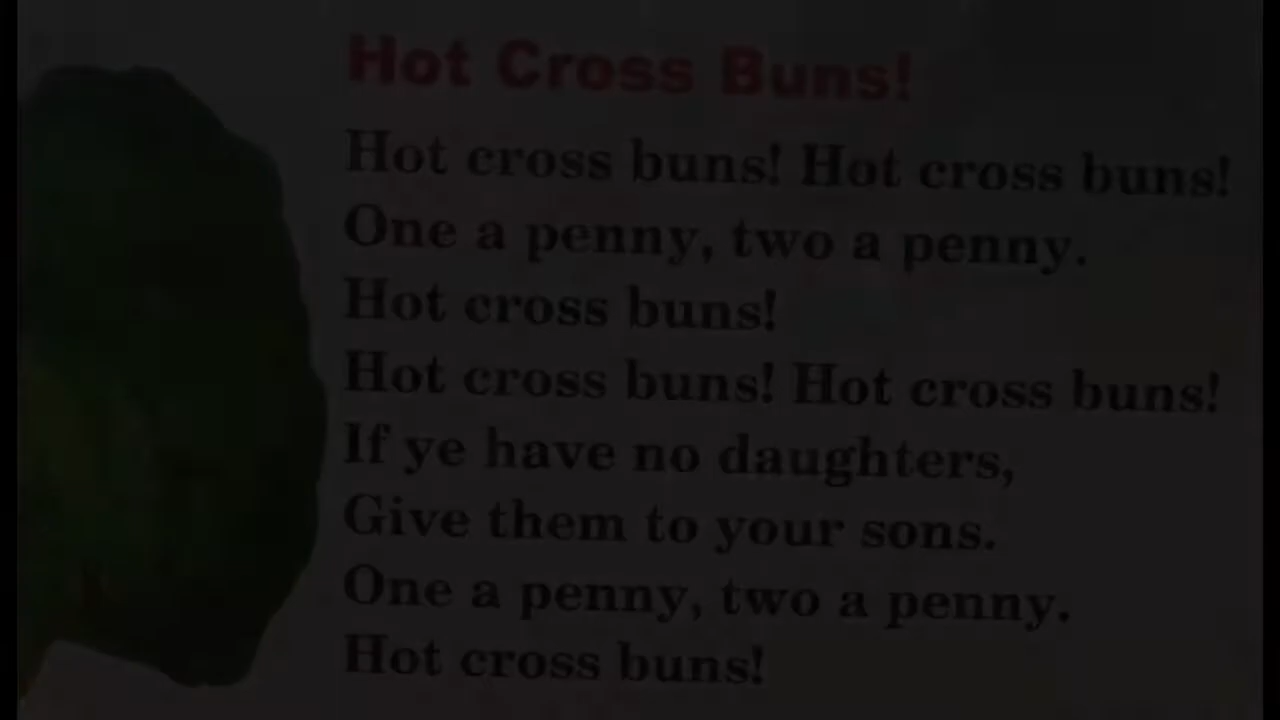 Hot Cross Buns!
Hot cross buns! Hot cross buns!
One a penny, two a penny.
Hot cross buns!
Hot cross buns! Hot cross buns!
If ye have no daughters,
Give them to your sons.
One a penny, two a penny.
Hot cross buns!